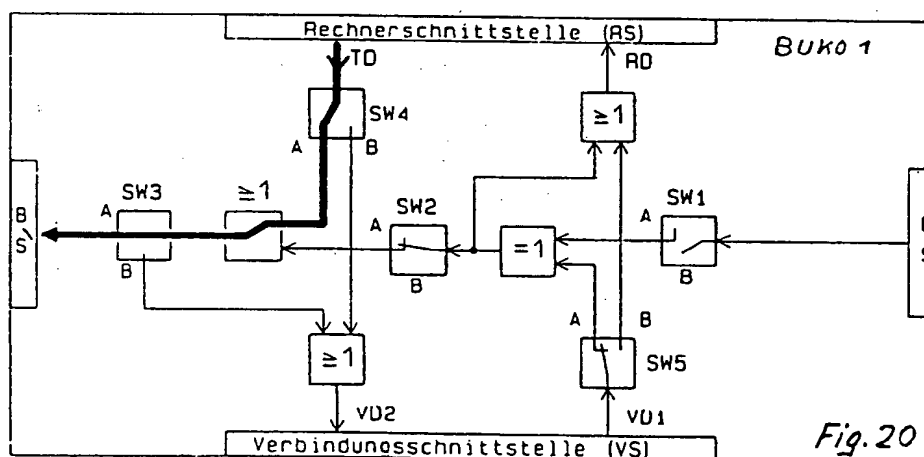 Rechnerschnittstelle (RS)
BUKO 1
TD
RD
SW4
≥1
A
B
B
S'
SW3
A
≥1
A
SW2
A
SW1
=1
B
B
B
A
B
≥1
SW5
VD2
VD1
Verbindungsschnittstelle (VS)
Fig. 20